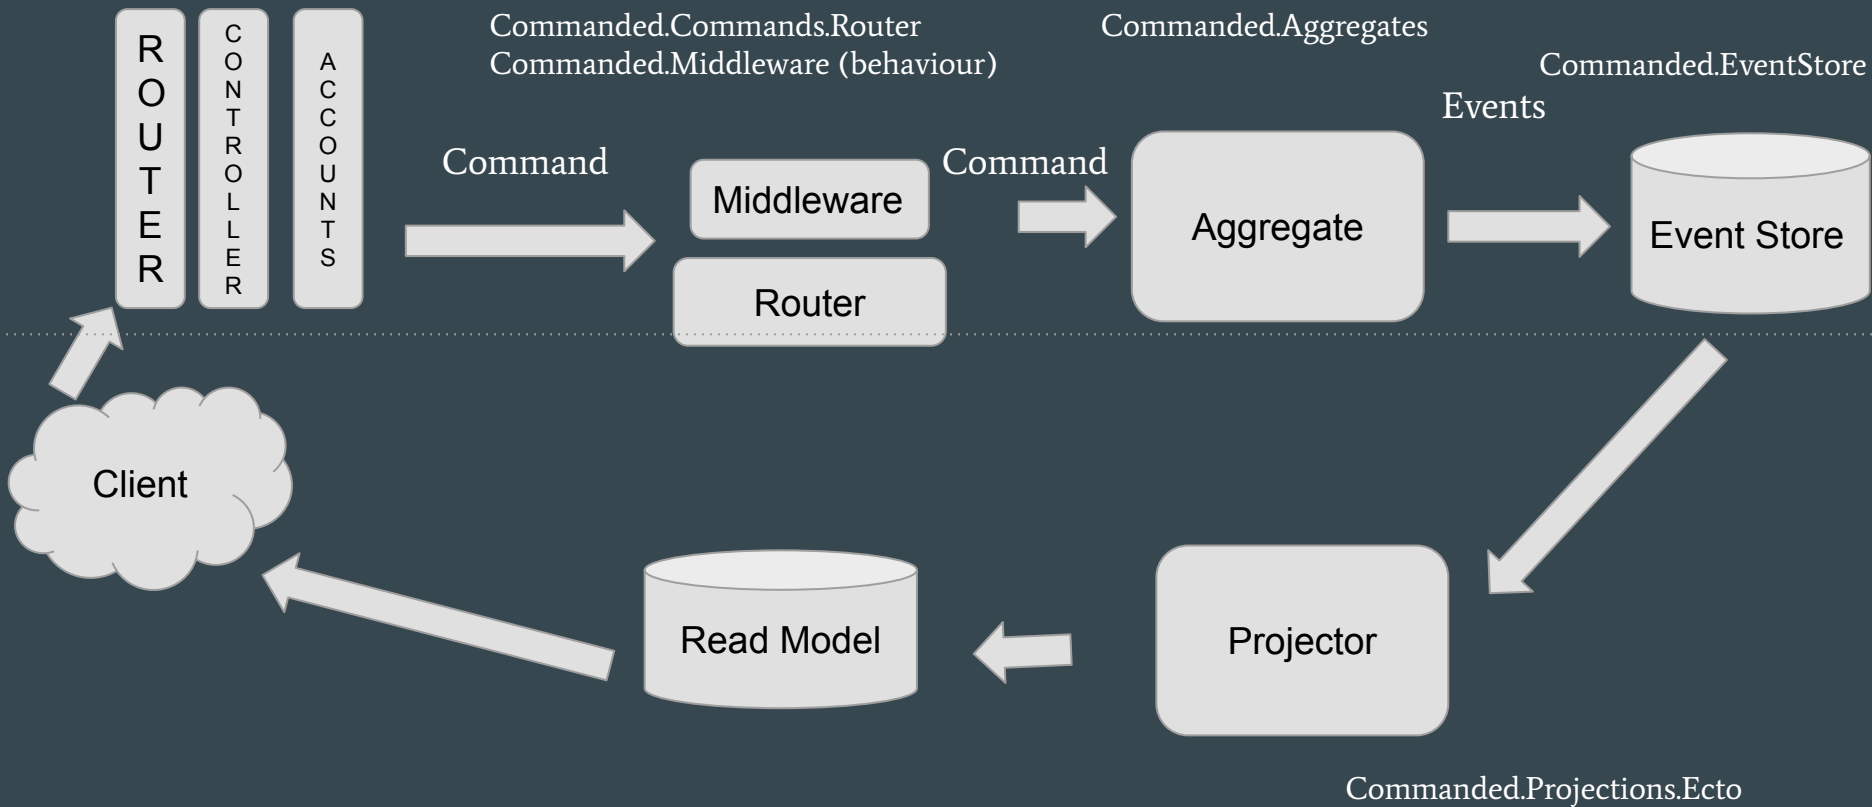 Commanded.Commands.Router
Commanded.Middleware (behaviour)
Commanded.Aggregates
Commanded.EventStore
Events
ROUTER
CONTROLLER
ACCOUNTS
Command
Middleware
Router
Command
Aggregate
Event Store
Client
Read Model
Projector
Commanded.Projections.Ecto